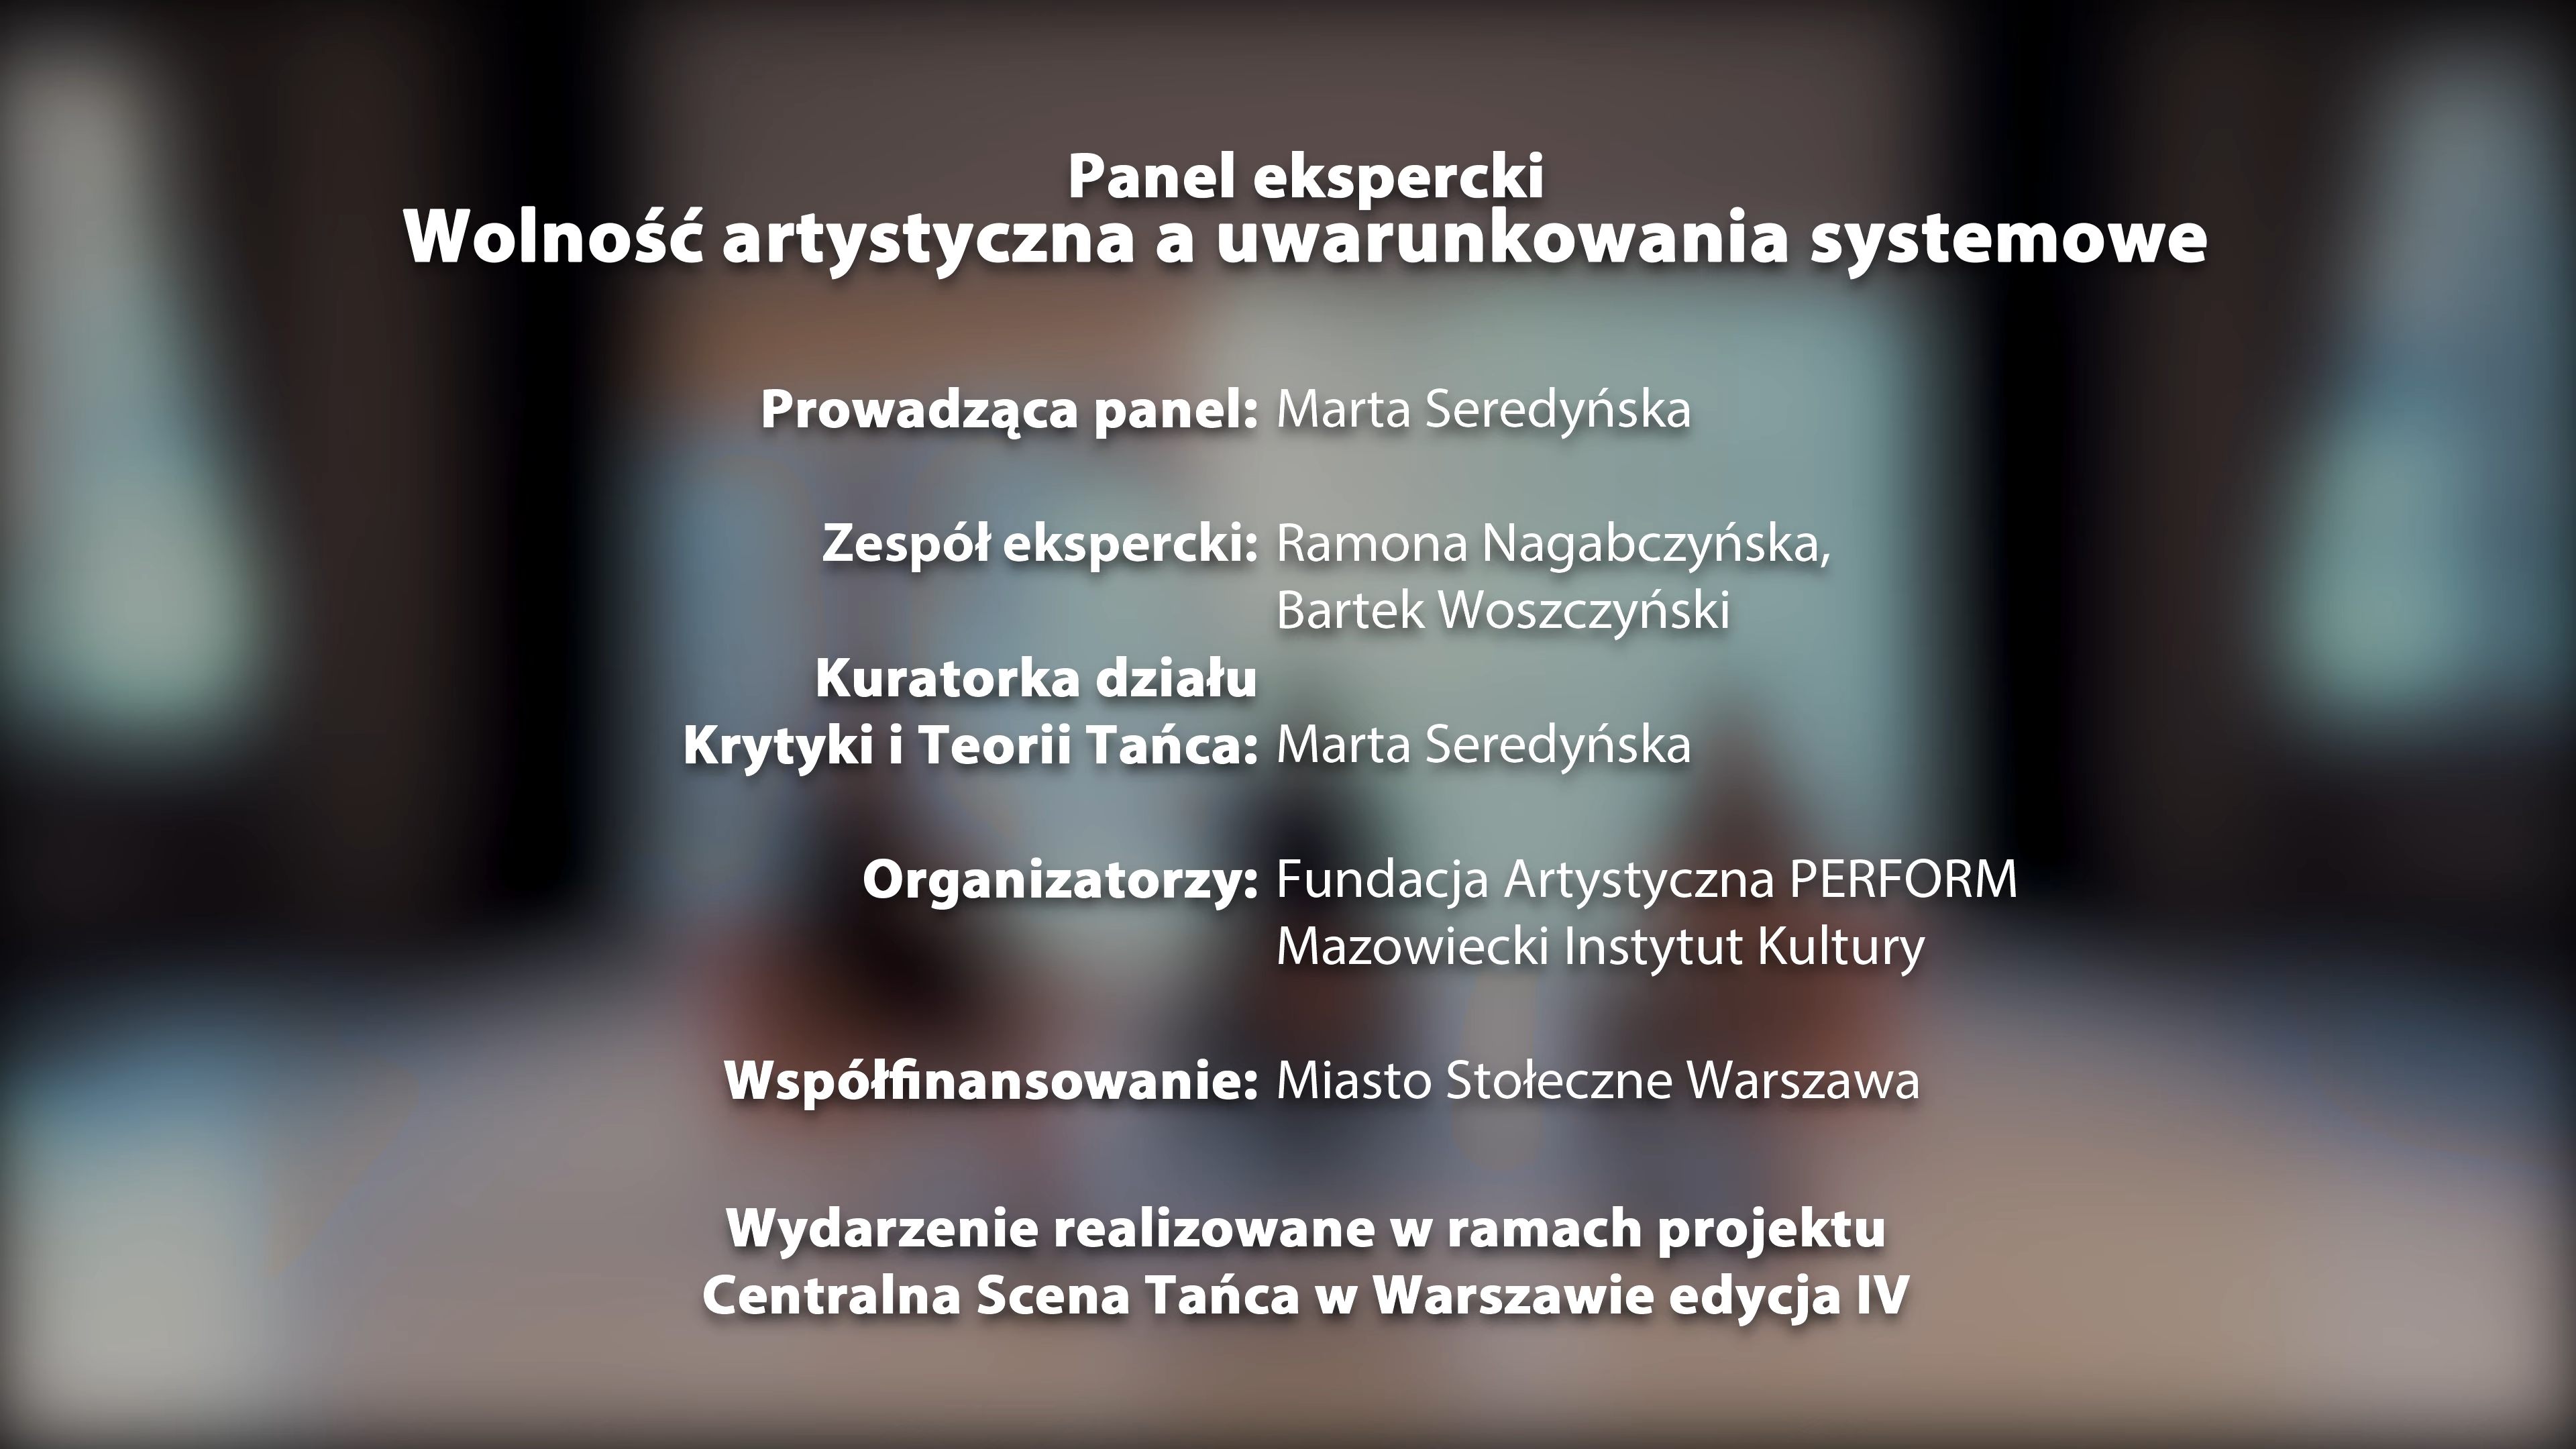 Panel ekspercki
Wolność artystyczna a uwarunkowania systemowe
Prowadząca panel: Marta Seredyńska
Zespół ekspercki: Ramona Nagabczyńska,
Bartek Woszczyński
Kuratorka działu
Krytyki i Teorii Tańca: Marta Seredyńska
Organizatorzy: Fundacja Artystyczna PERFORM
Mazowiecki Instytut Kultury
Współfinansowanie: Miasto Stołeczne Warszawa
Wydarzenie realizowane w ramach projektu
Centralna Scena Tańca w Warszawie edycja IV